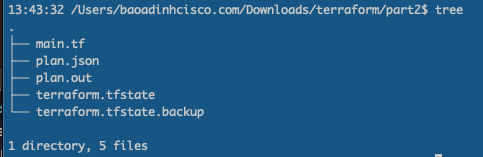 13:43:32 /Users/baoadinhcisco.com/Downloads/terraform/part2$ tree
.
├── main.tf
├── plan.json
├── plan.out
├── terraform.tfstate
└── terraform.tfstate.backup
1 directory, 5 files